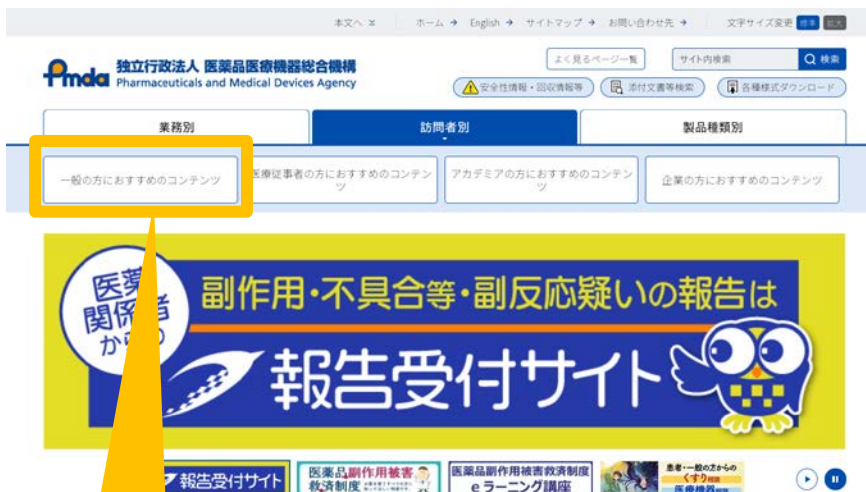 本文へ
ホーム
English
サイトマップ
お問い合わせ先
文字サイズ変更
標準
拡大
Pmda
独立行政法人 医薬品医療機器総合機構
Pharmaceuticals and Medical Devices Agency
よく見るページ一覧
サイト内検索
検索
安全性情報・回収情報等
添付文書等検索
各種様式ダウンロード
業務別
訪問者別
製品種類別
一般の方におすすめのコンテンツ
医療従事者の方におすすめのコンテン
ツ
アカデミアの方におすすめのコンテン
ツ
企業の方におすすめのコンテンツ
医薬
関係者
からの
副作用・不具合等・副反応疑いの報告は
報告受付サイト
報告受付サイト
医薬品副作用被害
救済制度
医薬品副作用被害救済制度
eラーニング講座
患者・一般の方からの
くすり相談
医療機器相談